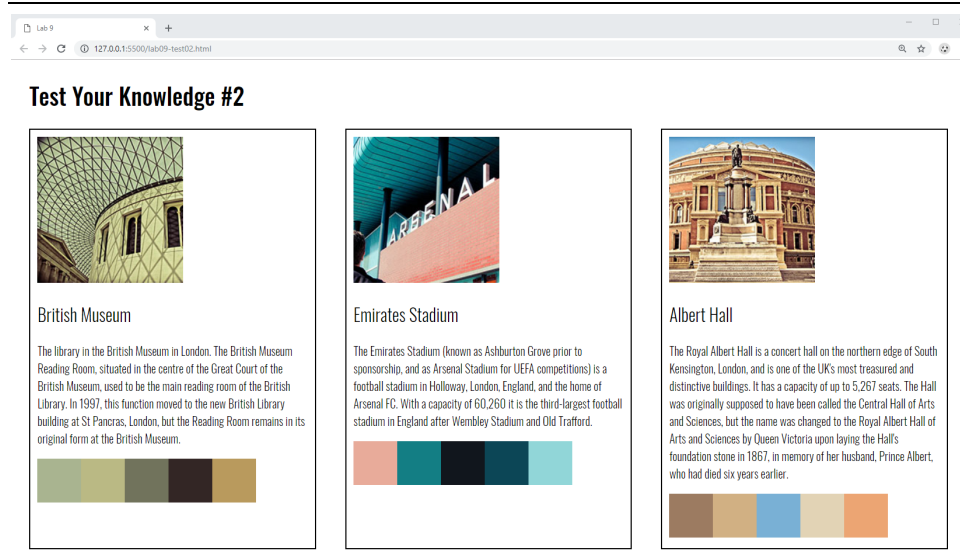 Lab 9
127.0.0.1:5500/lab09-test02.html
Test Your Knowledge #2
ARSENAL
British Museum
The library in the British Museum in London. The British Museum
Reading Room, situated in the centre of the Great Court of the
British Museum, used to be the main reading room of the British
Library. In 1997, this function moved to the new British Library
building at St Pancras, London, but the Reading Room remains in its
original form at the British Museum.
Emirates Stadium
The Emirates Stadium (known as Ashburton Grove prior to
sponsorship, and as Arsenal Stadium for UEFA competitions) is a
football stadium in Holloway, London, England, and the home of
Arsenal FC. With a capacity of 60,260 it is the third-largest football
stadium in England after Wembley Stadium and Old Trafford.
Albert Hall
The Royal Albert Hall is a concert hall on the northern edge of South
Kensington, London, and is one of the UK's most treasured and
distinctive buildings. It has a capacity of up to 5,267 seats. The Hall
was originally supposed to have been called the Central Hall of Arts
and Sciences, but the name was changed to the Royal Albert Hall of
Arts and Sciences by Queen Victoria upon laying the Hall's
foundation stone in 1867, in memory of her husband, Prince Albert,
who had died six years earlier.